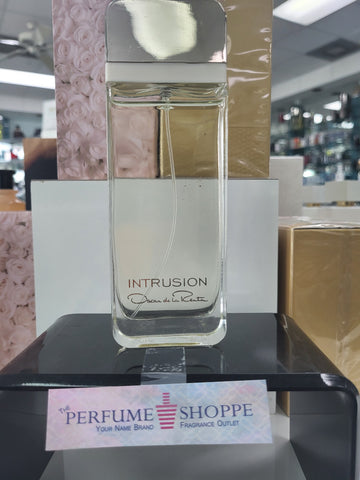 INTRUSION
Oscar de la Renta
THE PERFUME SHOPPE
YOUR NAME BRAND FRAGRANCE OUTLET